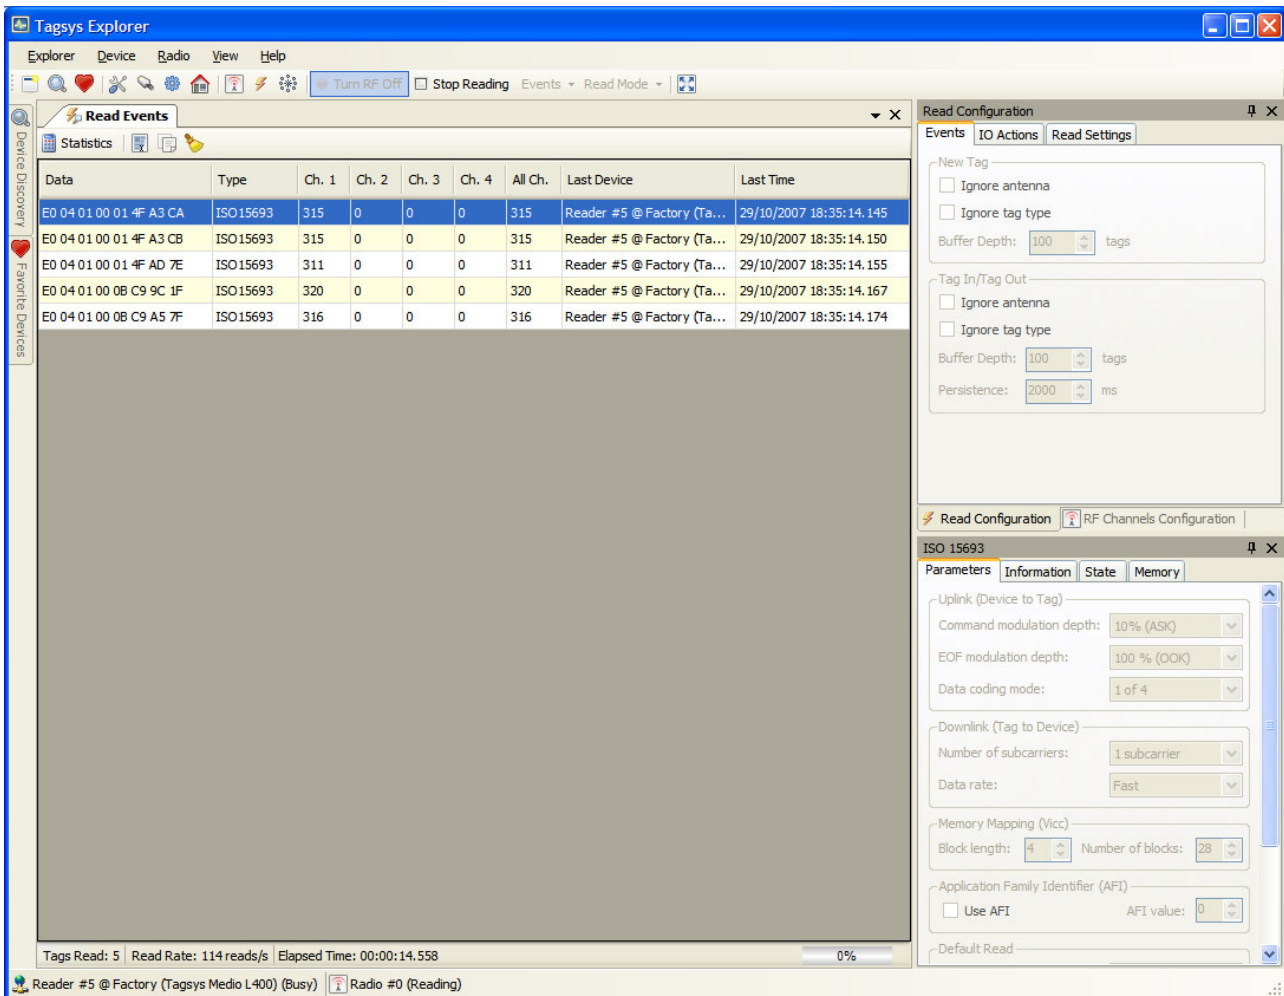 Tagsys Explorer
Explorer Device Radio View Help
Turn RF Off Stop Reading Events Read Mode
Device Discovery
Favorite Devices
Read Events
Statistics
Data Type Ch. 1 Ch. 2 Ch. 3 Ch. 4 All Ch. Last Device Last Time
E0 04 01 00 01 4F A3 CA ISO15693 315 0 0 0 315 Reader #5 @ Factory (Ta... 29/10/2007 18:35:14.145
E0 04 01 00 01 4F A3 CB ISO15693 315 0 0 0 315 Reader #5 @ Factory (Ta... 29/10/2007 18:35:14.150
E0 04 01 00 01 4F AD 7E ISO15693 311 0 0 0 311 Reader #5 @ Factory (Ta... 29/10/2007 18:35:14.155
E0 04 01 00 0B C9 9C 1F ISO15693 320 0 0 0 320 Reader #5 @ Factory (Ta... 29/10/2007 18:35:14.167
E0 04 01 00 0B C9 A5 7F ISO15693 316 0 0 0 316 Reader #5 @ Factory (Ta... 29/10/2007 18:35:14.174
Tags Read: 5 Read Rate: 114 reads/s Elapsed Time: 00:00:14.558 0%
Read Configuration
Events IO Actions Read Settings
New Tag
Ignore antenna
Ignore tag type
Buffer Depth: 100 tags
Tag In/Tag Out
Ignore antenna
Ignore tag type
Buffer Depth: 100 tags
Persistence: 2000 ms
Read Configuration RF Channels Configuration
ISO 15693
Parameters Information State Memory
Uplink (Device to Tag)
Command modulation depth: 10% (ASK)
EOF modulation depth: 100 % (OOK)
Data coding mode: 1 of 4
Downlink (Tag to Device)
Number of subcarriers: 1 subcarrier
Data rate: Fast
Memory Mapping (Vicc)
Block length: 4 Number of blocks: 28
Application Family Identifier (AFI)
Use AFI AFI value: 0
Default Read
Reader #5 @ Factory (Tagsys Medio L400) (Busy) Radio #0 (Reading)